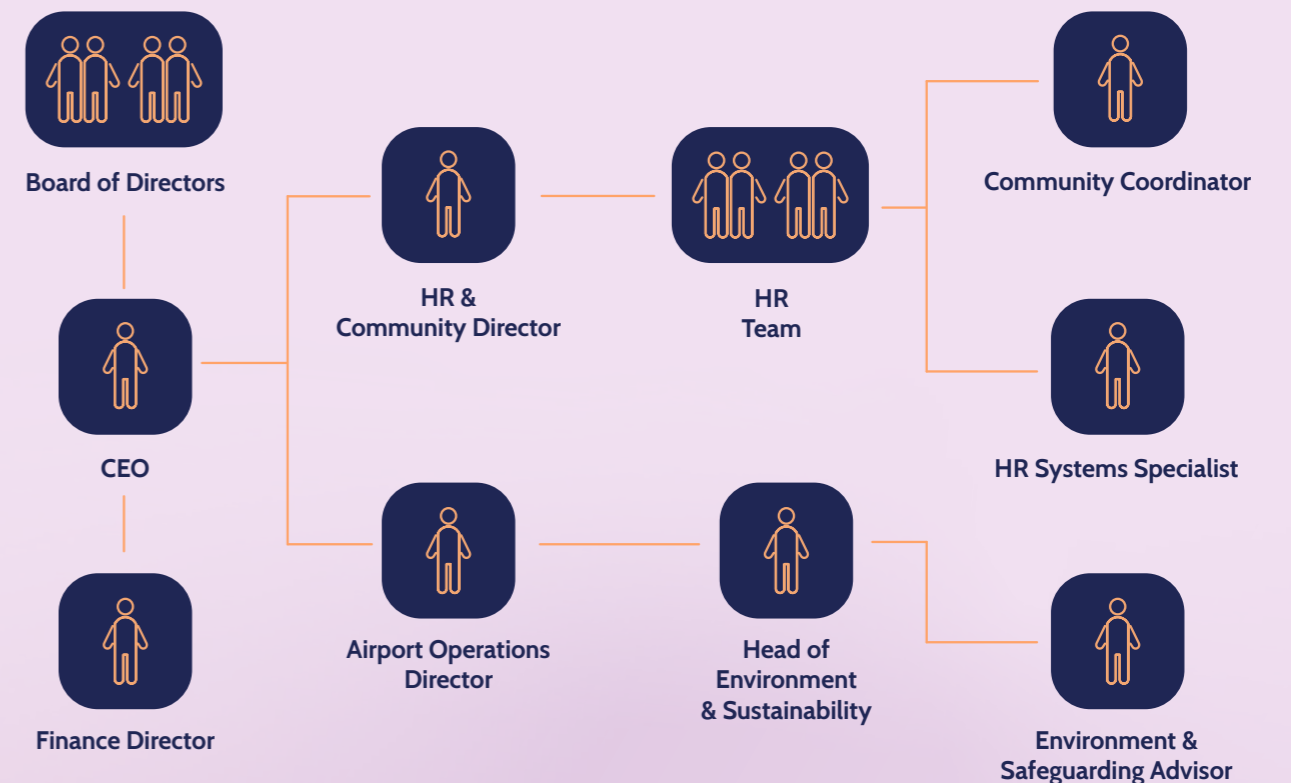 Board of Directors
Community Coordinator
HR &
Community Director
HR
Team
CEO
HR Systems Specialist
Airport Operations
Director
Head of
Environment
& Sustainability
Finance Director
Environment &
Safeguarding Advisor